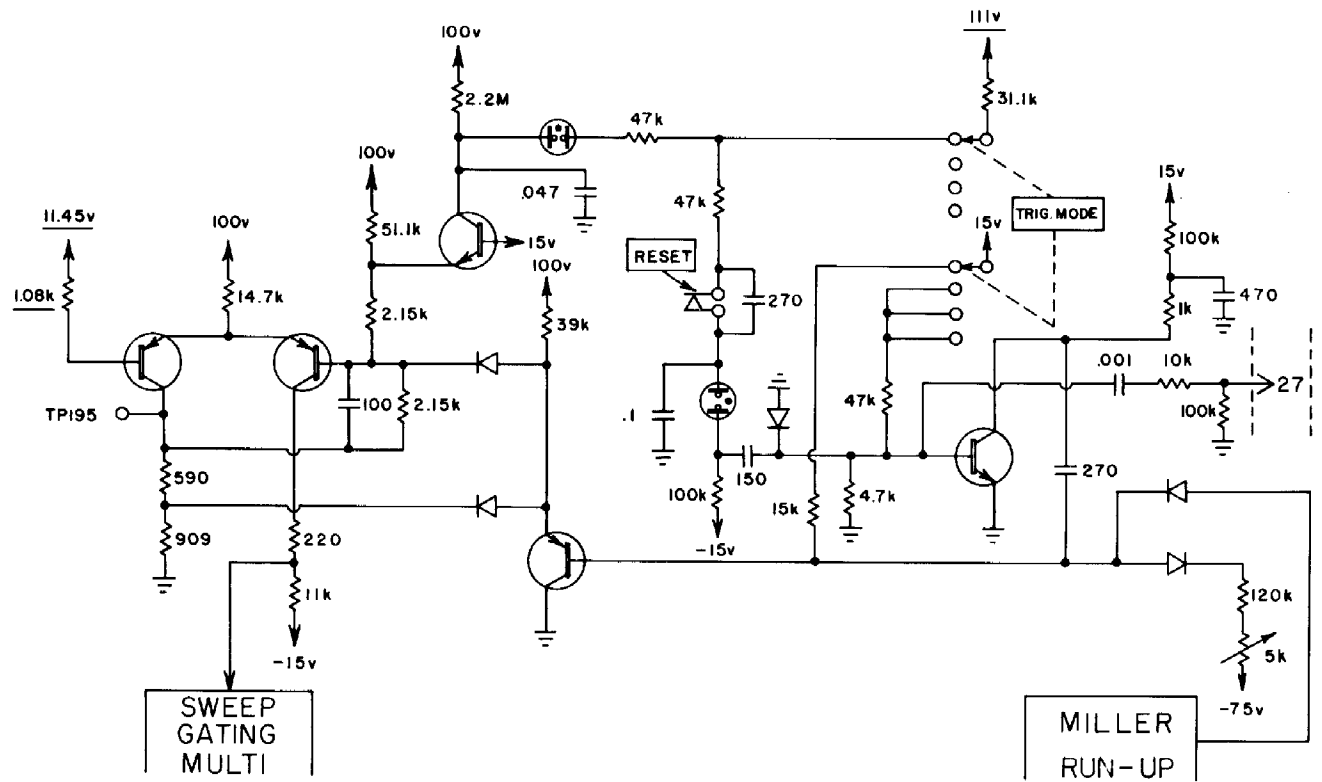 100v
2.2M
47k
111v
31.1k
100v
.047
47k
TRIG. MODE
15v
11.45v
100v
51.1k
15v
RESET
15v
100k
1.08k
14.7k
2.15k
100v
39k
270
1k
470
TP195
100
2.15k
.1
47k
.001
10k
27
100k
590
150
100k
15k
4.7k
270
909
220
-15v
11k
120k
-15v
5k
-75v
SWEEP
GATING
MULTI
MILLER
RUN-UP